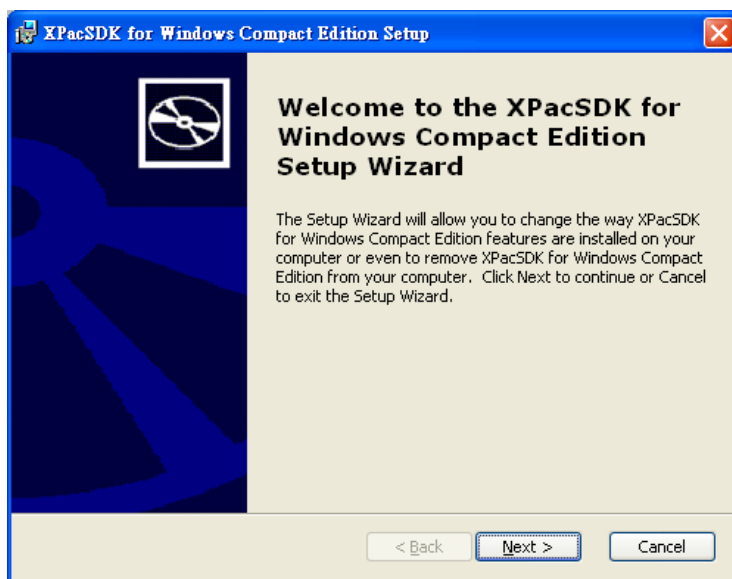 XPacSDK for Windows Compact Edition Setup
Welcome to the XPacSDK for
Windows Compact Edition
Setup Wizard
The Setup Wizard will allow you to change the way XPacSDK
for Windows Compact Edition features are installed on your
computer or even to remove XPacSDK for Windows Compact
Edition from your computer.  Click Next to continue or Cancel
to exit the Setup Wizard.
< Back
Next >
Cancel